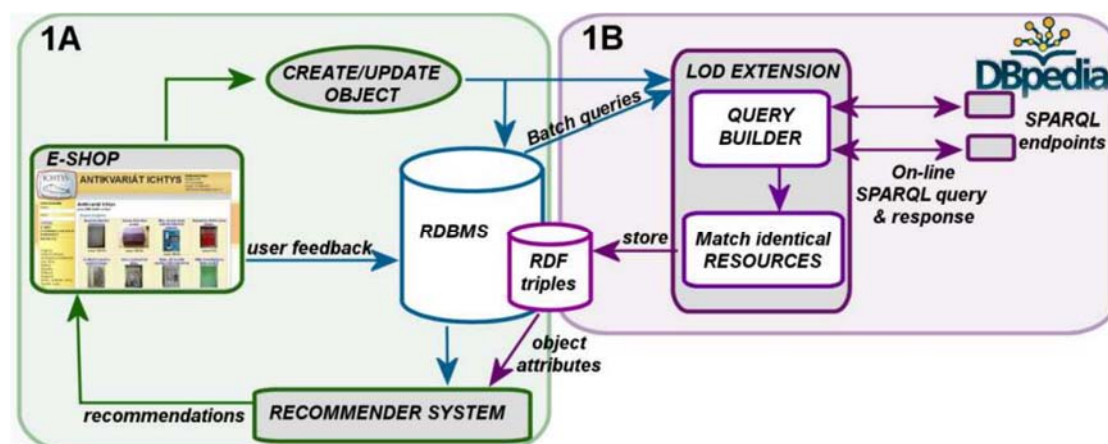 1A
1B
CREATE/UPDATE
OBJECT
LOD EXTENSION
DBpedia
Batch queries
QUERY
BUILDER
SPARQL
endpoints
E-SHOP
ICHTYS
ANTIKVARIÁT ICHTYS
On-line
SPARQL query
& response
user feedback
RDBMS
store
Match identical
RESOURCES
RDF
triples
object
attributes
recommendations
RECOMMENDER SYSTEM